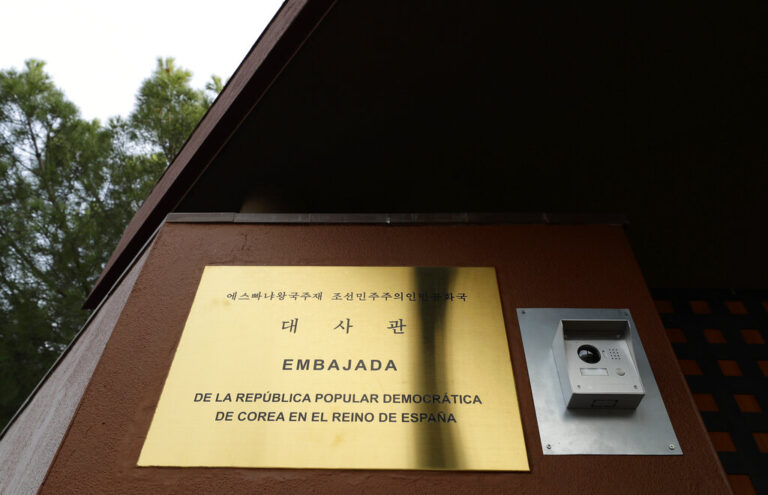 에스빠냐왕국주재 조선민주주의인민공화국
대 사 관
EMBAJADA
DE LA REPÚBLICA POPULAR DEMOCRÁTICA
DE COREA EN EL REINO DE ESPAÑA